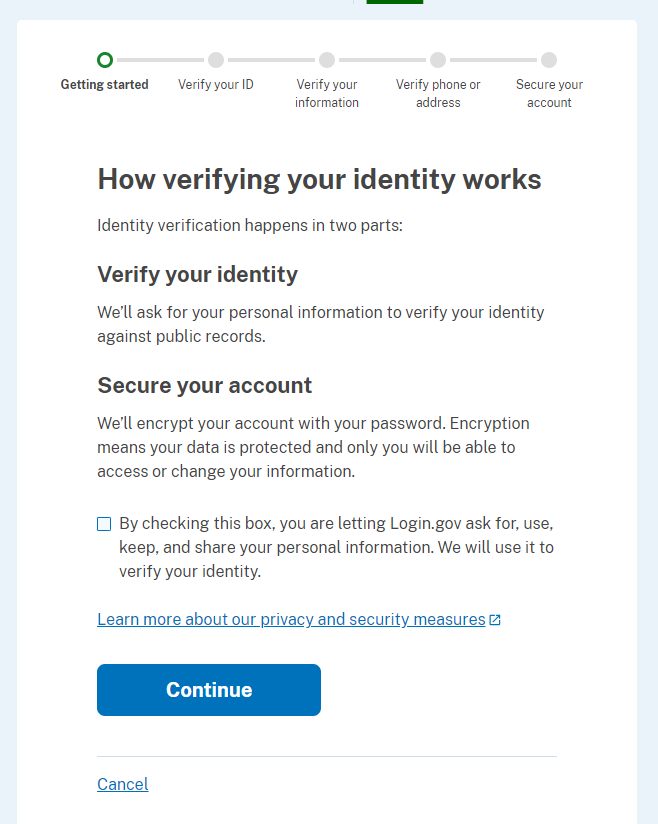 Getting started
Verify your ID
Verify your
information
Verify phone or
address
Secure your
account
How verifying your identity works
Identity verification happens in two parts:
Verify your identity
We’ll ask for your personal information to verify your identity
against public records.
Secure your account
We’ll encrypt your account with your password. Encryption
means your data is protected and only you will be able to
access or change your information.
By checking this box, you are letting Login.gov ask for, use,
keep, and share your personal information. We will use it to
verify your identity.
Learn more about our privacy and security measures
Continue
Cancel